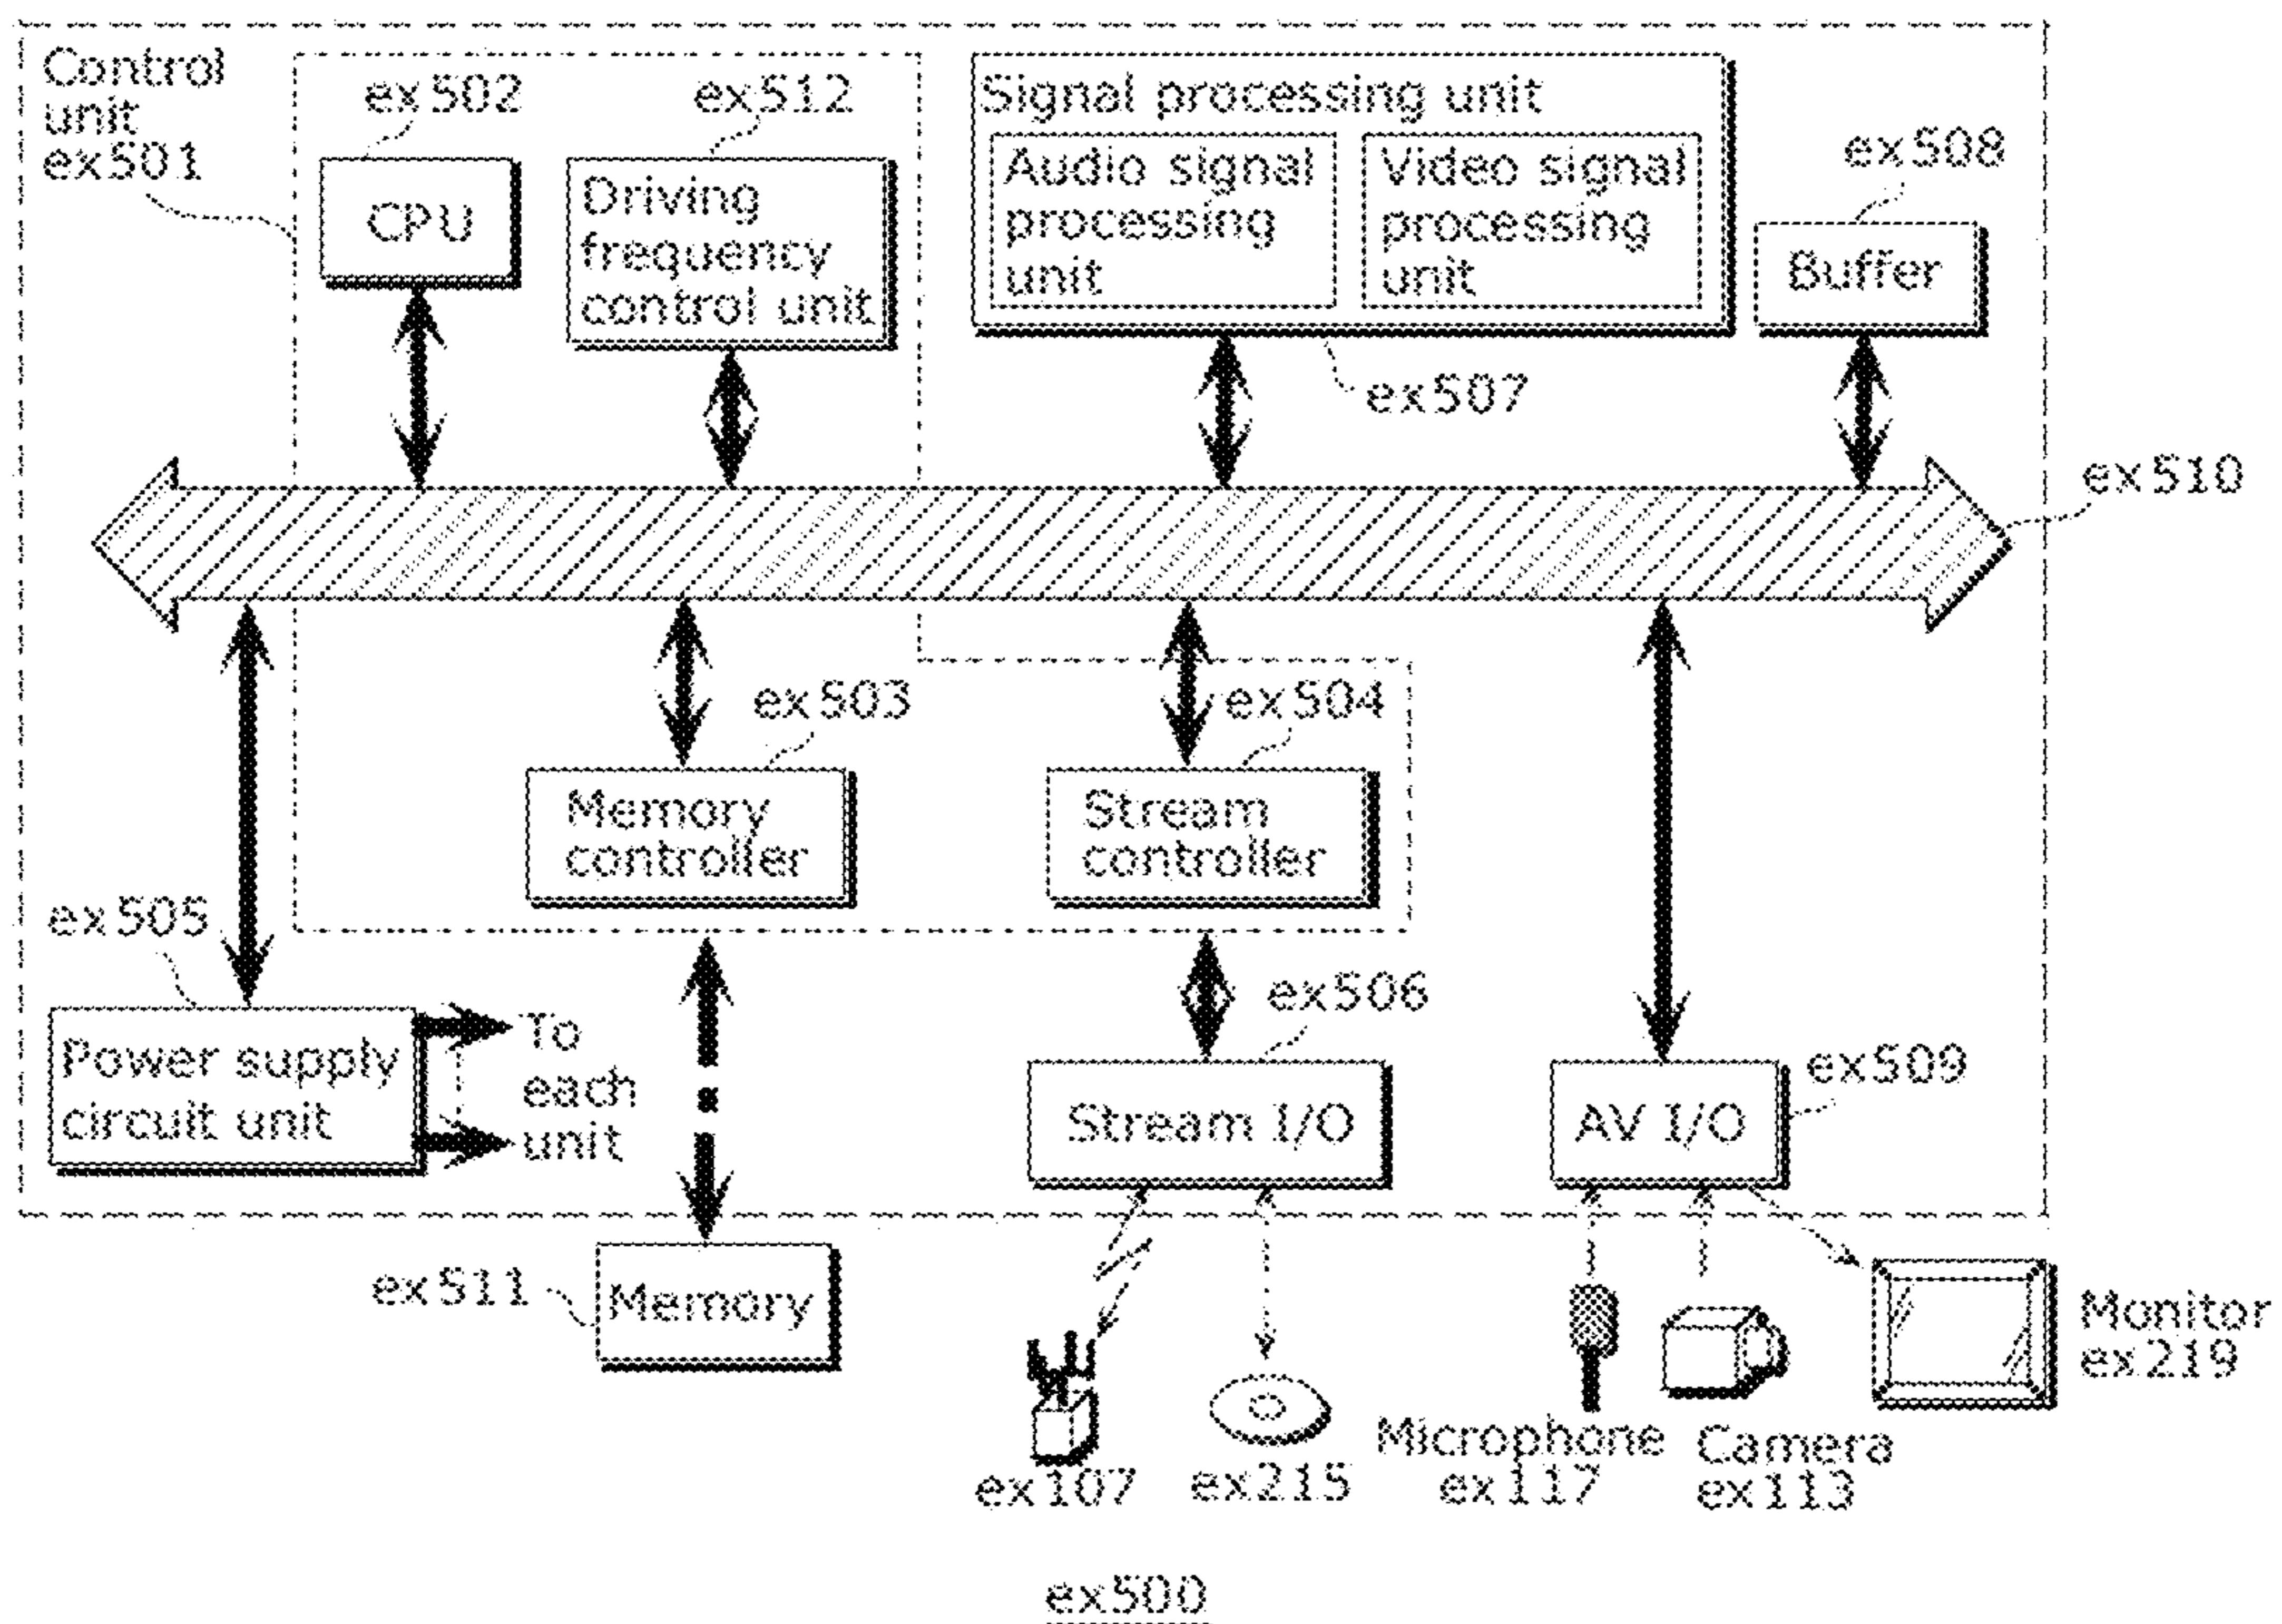 Control
unit
ex501
ex502
CPU
ex512
Driving
frequency
control unit
Signal processing unit
Audio signal
processing
unit
Video signal
processing
unit
ex507
ex508
Buffer
ex510
ex503
Memory
controller
ex504
Stream
controller
ex505
Power supply
circuit unit
To
each
unit
ex506
Stream I/O
ex509
AV I/O
ex511
Memory
ex107
ex215
Microphone
ex117
Camera
ex113
Monitor
ex219
ex500